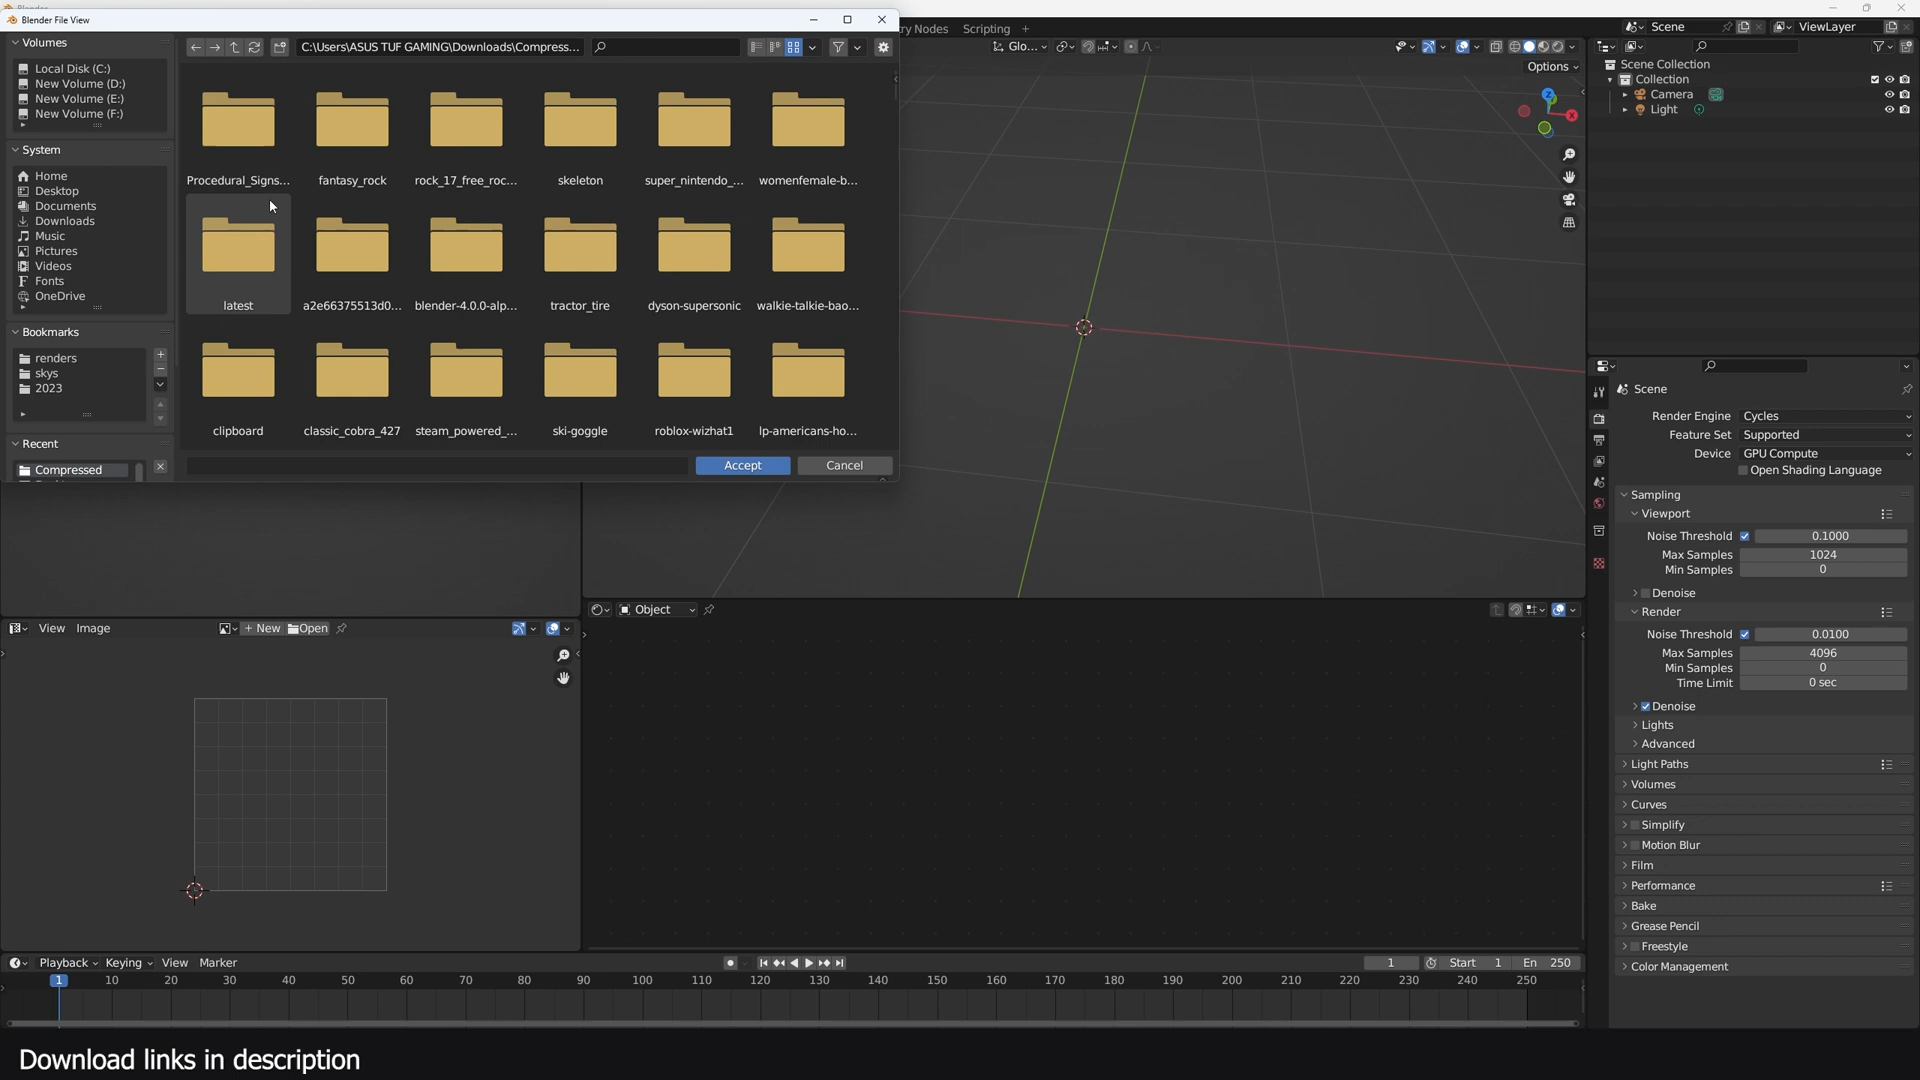 Blender
Blender File View
Volumes
Local Disk (C:)
New Volume (D:)
New Volume (E:)
New Volume (F:)
System
Home
Desktop
Documents
Downloads
Music
Pictures
Videos
Fonts
OneDrive
Bookmarks
renders
skys
2023
Recent
Compressed
C:\Users\ASUS TUF GAMING\Downloads\Compress...
Procedural_Signs... fantasy_rock rock_17_free_roc... skeleton super_nintendo_... womenfemale-b...
latest a2e66375513d0... blender-4.0.0-alp... tractor_tire dyson-supersonic walkie-talkie-bao...
clipboard classic_cobra_427 steam_powered_... ski-goggle roblox-wizhat1 lp-americans-ho...
Accept Cancel
ry Nodes Scripting +
Scene ViewLayer
Glo...
Options
Z
X
Scene Collection
Collection
Camera
Light
Scene
Render Engine Cycles
Feature Set Supported
Device GPU Compute
Open Shading Language
Sampling
Viewport
Noise Threshold 0.1000
Max Samples 1024
Min Samples 0
Denoise
Render
Noise Threshold 0.0100
Max Samples 4096
Min Samples 0
Time Limit 0 sec
Denoise
Lights
Advanced
Light Paths
Volumes
Curves
Simplify
Motion Blur
Film
Performance
Bake
Grease Pencil
Freestyle
Color Management
View Image + New Open
Object
Playback Keying View Marker 1 Start 1 En 250
1 10 20 30 40 50 60 70 80 90 100 110 120 130 140 150 160 170 180 190 200 210 220 230 240 250
Download links in description